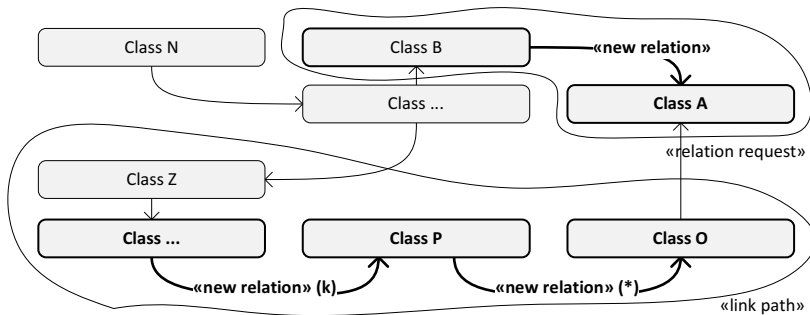 Class N
Class B
«new relation»
Class ...
Class A
«relation request»
Class Z
Class ...
Class P
Class O
«new relation» (k)
«new relation» (*)
«link path»